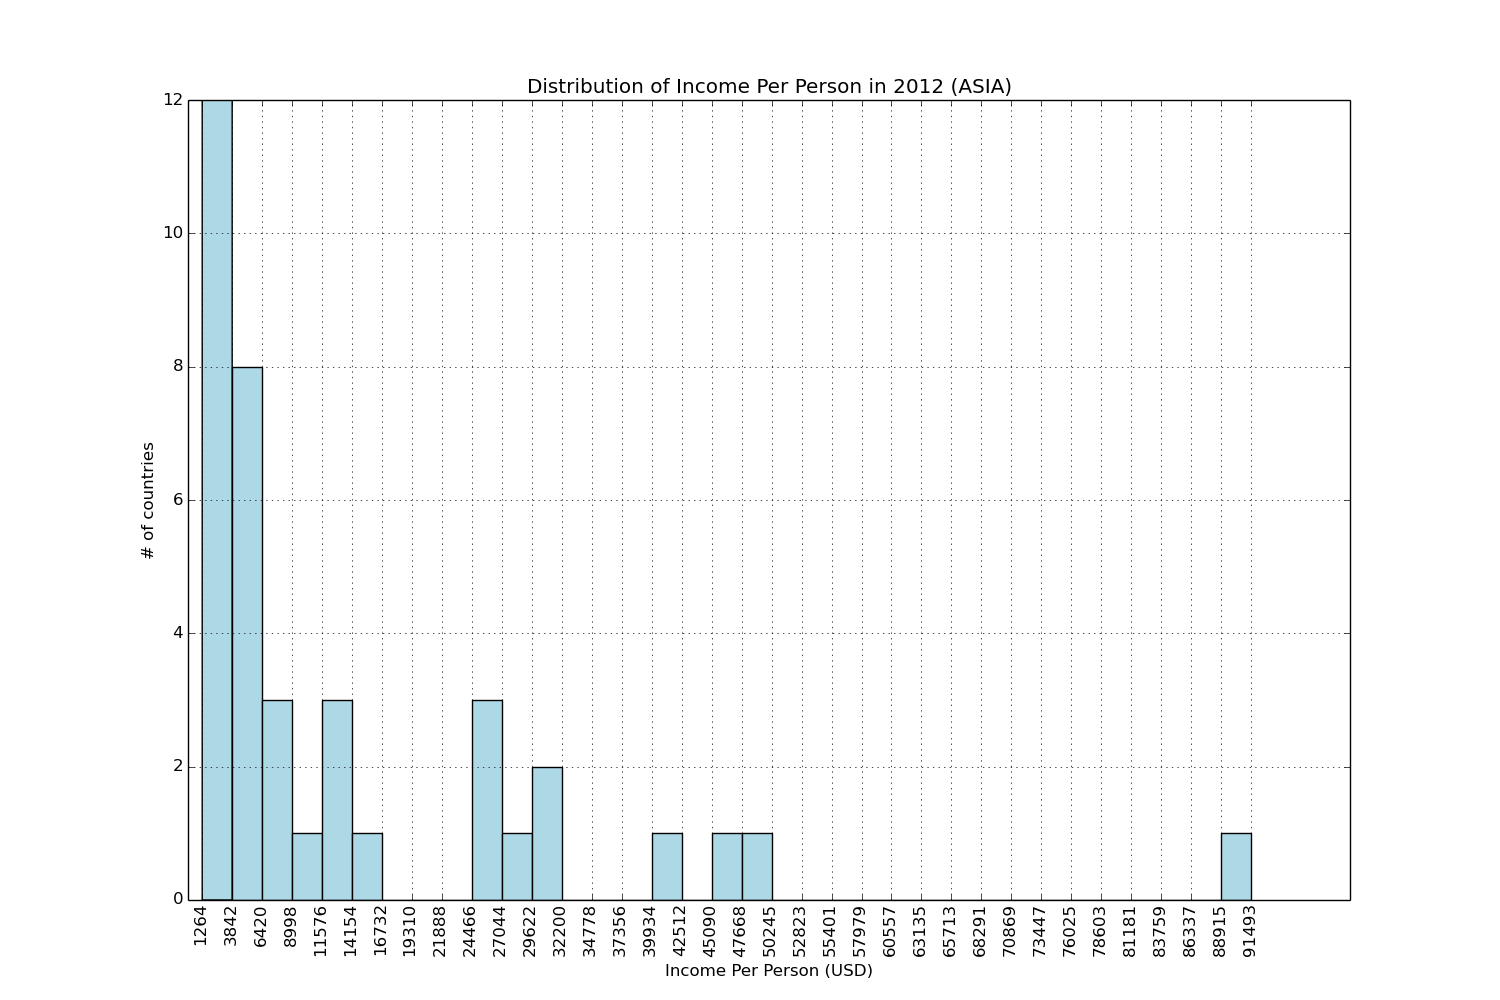 Distribution of Income Per Person in 2012 (ASIA)
12
10
8
6
4
2
0
# of countries
1264 3842 6420 8998 11576 14154 16732 19310 21888 24466 27044 29622 32200 34778 37356 39934 42512 45090 47668 50245 52823 55401 57979 60557 63135 65713 68291 70869 73447 76025 78603 81181 83759 86337 88915 91493
Income Per Person (USD)